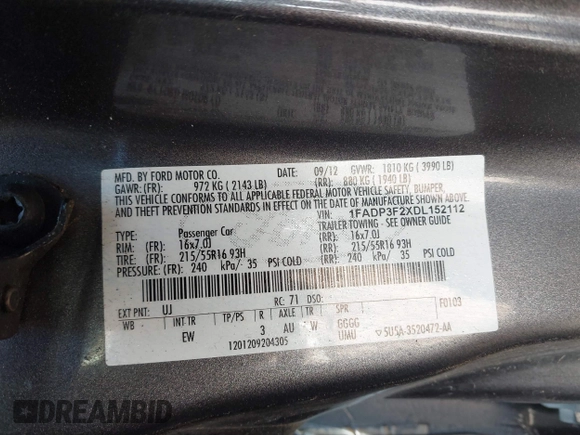 MFD. BY FORD MOTOR CO.
DATE: 09/12 GVWR: 1810 KG ( 3990 LB)
GAWR: (FR) 972 KG ( 2143 LB) (RR) 880 KG ( 1940 LB)
THIS VEHICLE CONFORMS TO ALL APPLICABLE FEDERAL MOTOR VEHICLE SAFETY, BUMPER,
AND THEFT PREVENTION STANDARDS IN EFFECT ON THE DATE OF MANUFACTURE SHOWN ABOVE.
VIN: 1FADP3F2XDL152112
TYPE: Passenger Car TRAILER TOWING - SEE OWNER GUIDE
RIM: (FR) 16x7.0J (RR) 16x7.0J
TIRE: (FR) 215/55R16 93H (RR) 215/55R16 93H
PRESSURE: (FR) 240 kPa/ 35 PSI COLD (RR) 240 kPa/ 35 PSI COLD
EXT PNT: UJ RC: 71 DSO: F0103
WB INT TR TP/PS R AXLE TR SPR
EW 3 AU W GGGG
UMU
1201209204305
SU5A-3520472-AA
DREAMBID